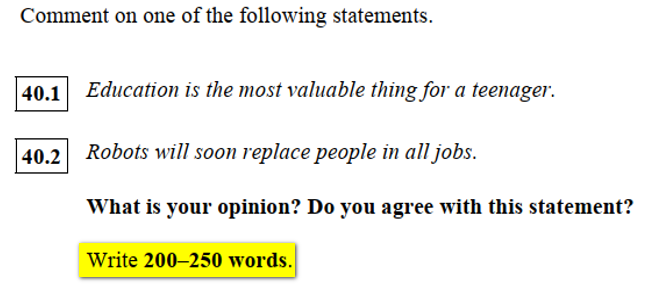 Comment on one of the following statements.
40.1 Education is the most valuable thing for a teenager.
40.2 Robots will soon replace people in all jobs.
What is your opinion? Do you agree with this statement?
Write 200–250 words.